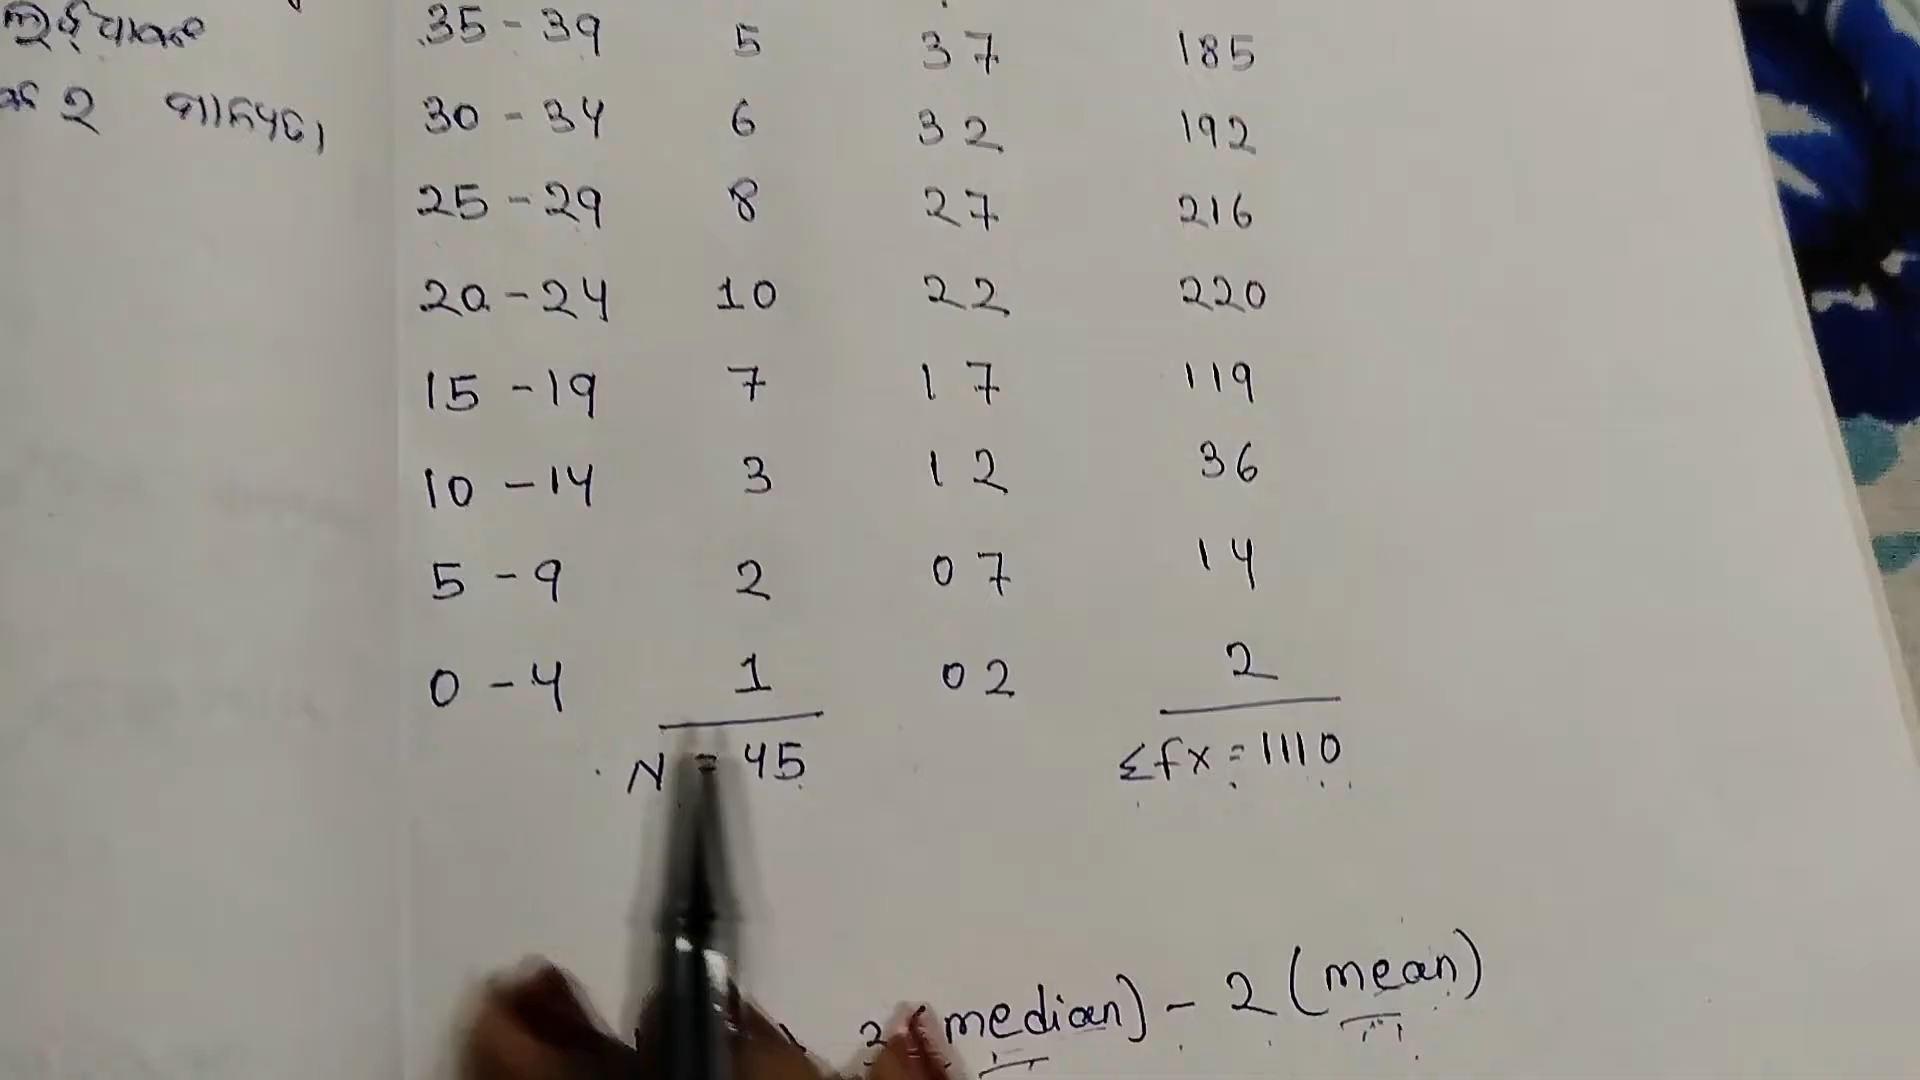 35 - 39 5 37 185
30 - 34 6 32 192
କ 2 ପାଇଁ
25 - 29 8 27 216
20 - 24 10 22 220
15 - 19 7 17 119
10 - 14 3 12 36
5 - 9 2 07 14
0 - 4 1 02 2
N = 45 Σfx = 1110
(median) - 2 (mean)